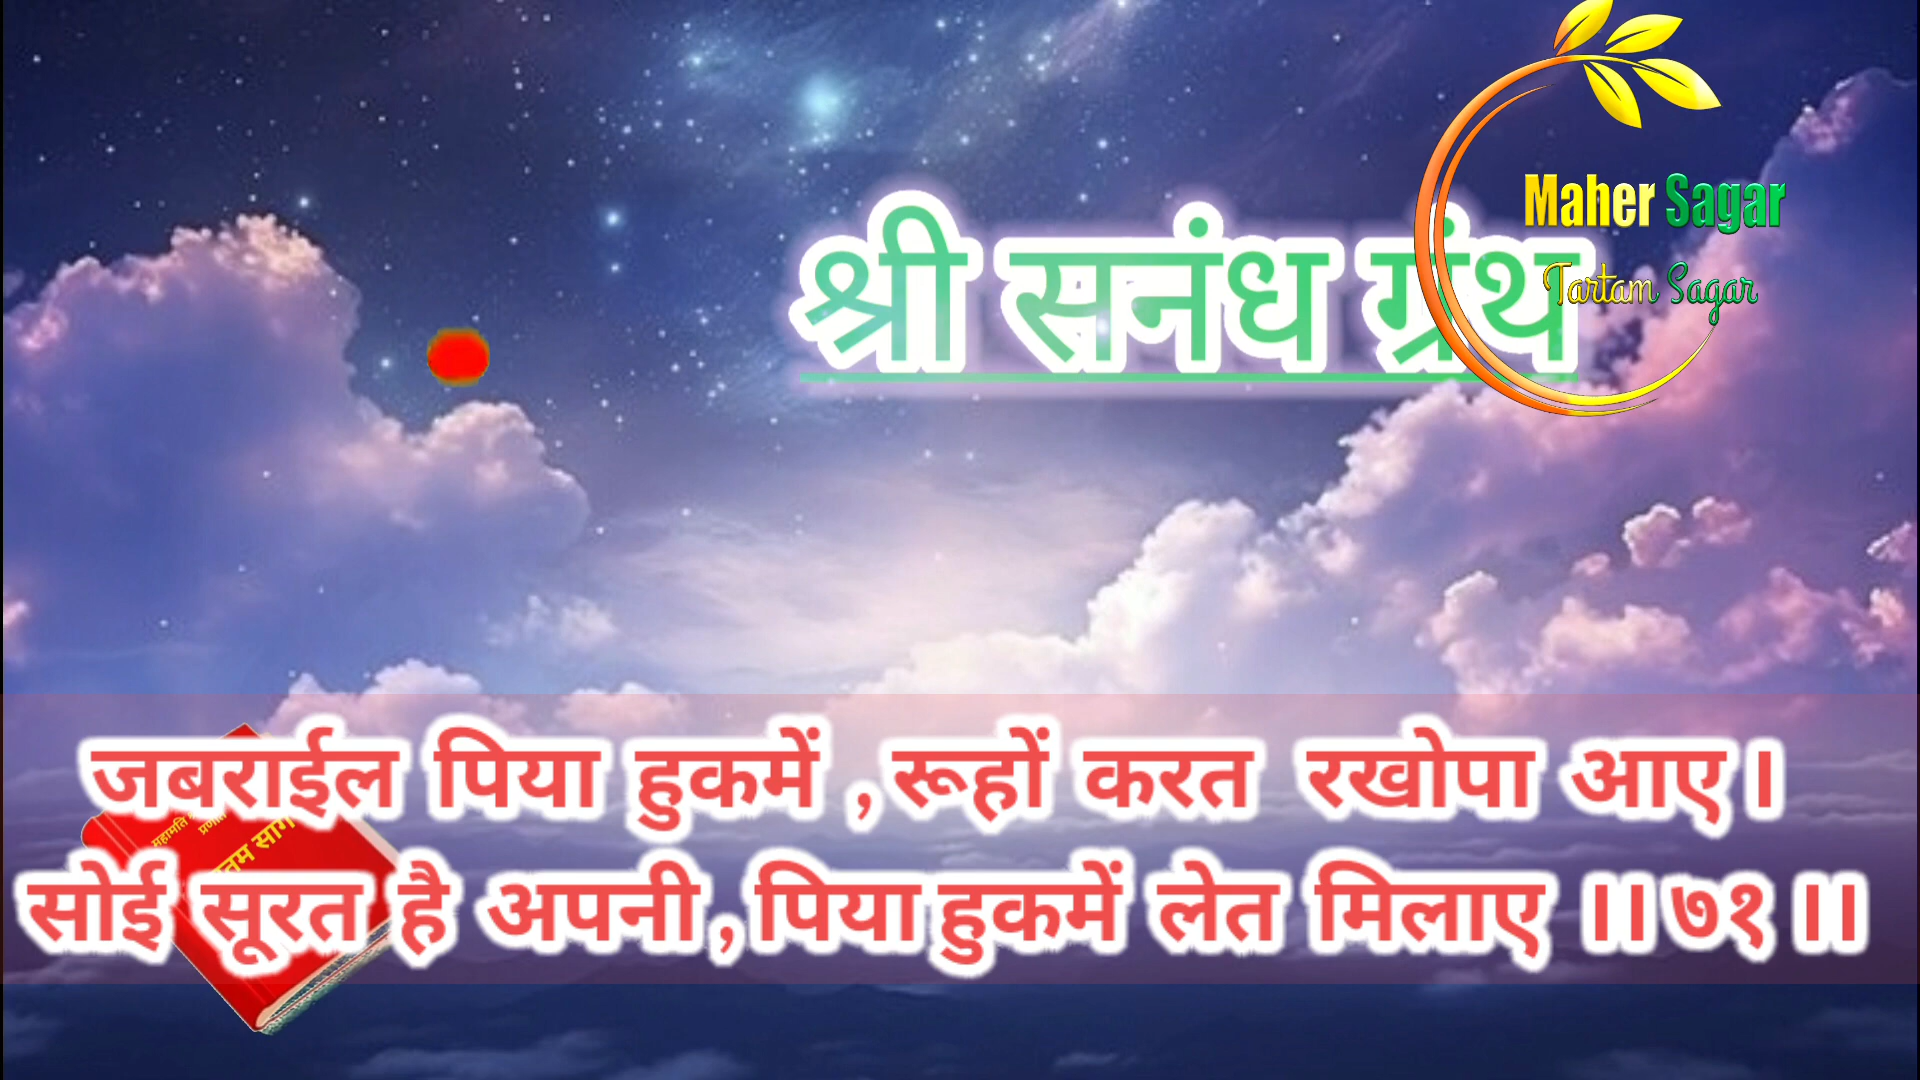 Maher Sagar
श्री सनंध ग्रंथ
Tartam Sagar
जबराईल पिया हुकमें , रूहों करत रखोपा आए ।
सोई सूरत है अपनी , पिया हुकमें लेत मिलाए ।। ७१ ।।